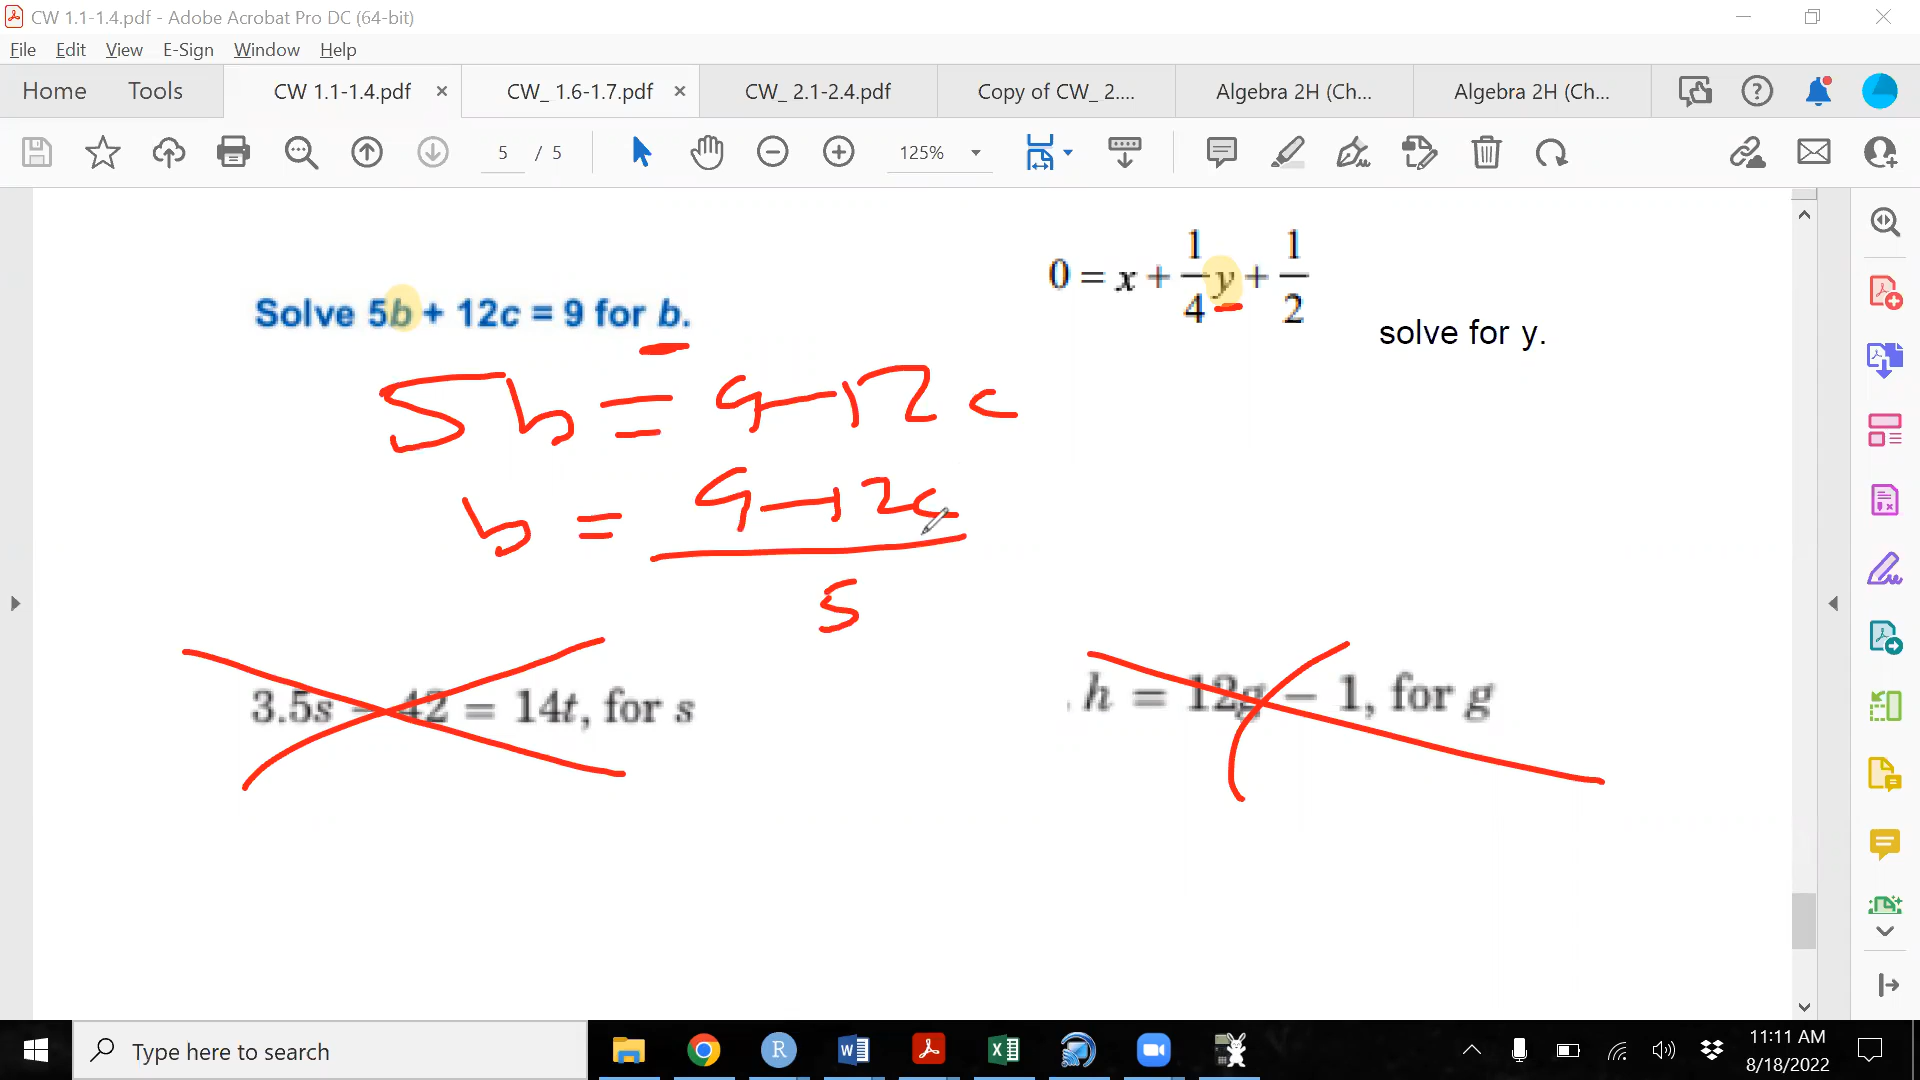 CW 1.1-1.4.pdf - Adobe Acrobat Pro DC (64-bit)
File Edit View E-Sign Window Help
Home Tools CW 1.1-1.4.pdf × CW_ 1.6-1.7.pdf × CW_ 2.1-2.4.pdf Copy of CW_ 2.... Algebra 2H (Ch... Algebra 2H (Ch...
5 / 5 125%
0 = x + 1/4 y + 1/2
Solve 5b + 12c = 9 for b.
solve for y.
5b = 9-12c
b = 9-12c
5
3.5s - 42 = 14t, for s
h = 12g - 1, for g
Type here to search
11:11 AM
8/18/2022